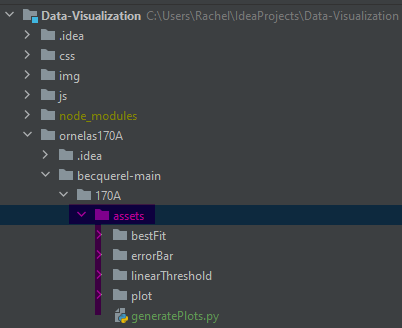 Data-Visualization C:\Users\Rachel\IdeaProjects\Data-Visualization
.idea
css
img
js
node_modules
ornelas170A
.idea
becquerel-main
170A
assets
bestFit
errorBar
linearThreshold
plot
generatePlots.py